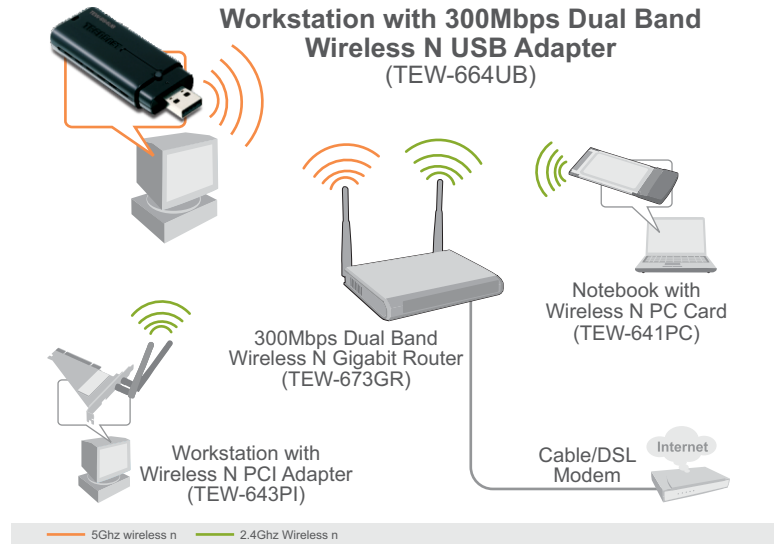 Workstation with 300Mbps Dual Band
Wireless N USB Adapter
(TEW-664UB)
Notebook with
Wireless N PC Card
(TEW-641PC)
300Mbps Dual Band
Wireless N Gigabit Router
(TEW-673GR)
Workstation with
Wireless N PCI Adapter
(TEW-643PI)
Cable/DSL
Modem
Internet
5Ghz wireless n
2.4Ghz Wireless n